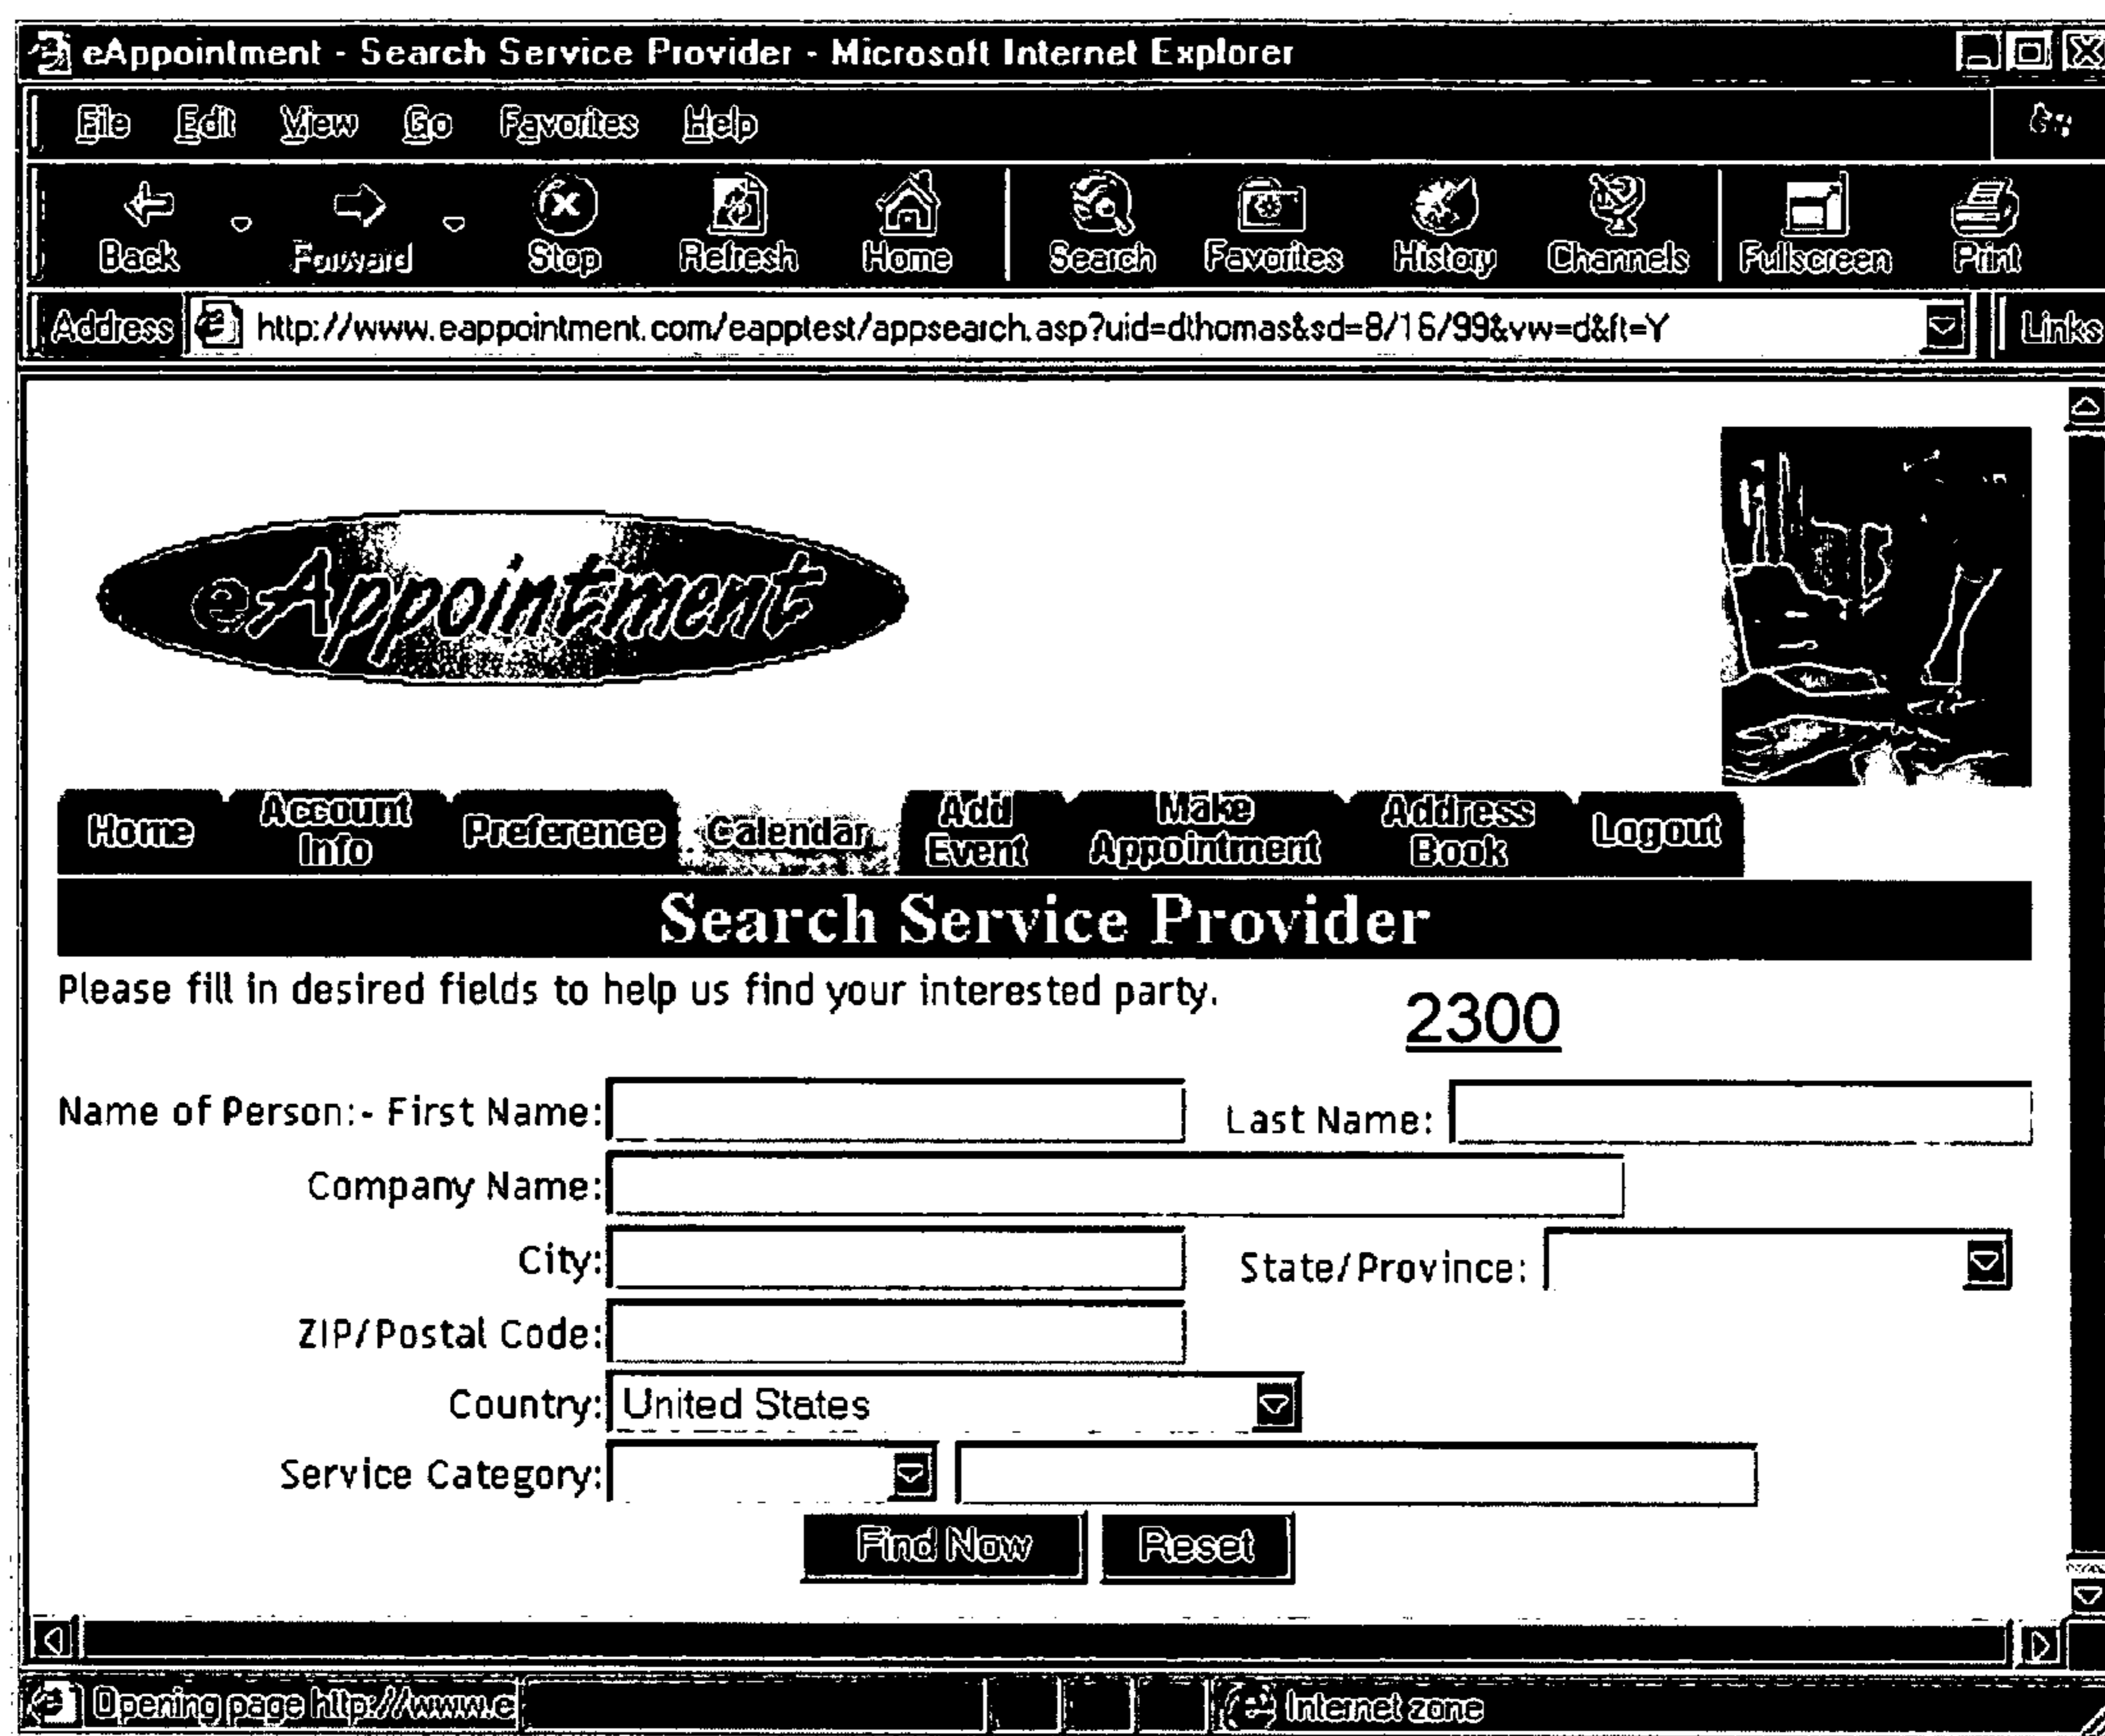 eAppointment - Search Service Provider - Microsoft Internet Explorer
File Edit View Go Favorites Help
Back Forward Stop Refresh Home Search Favorites History Channels Fullscreen Print
Address http://www.eappointment.com/eapptest/appsearch.asp?uid=dthomas&sd=8/16/99&vw=d&ft=Y Links
eAppointment
Home Account Info Preference Calendar Add Event Make Appointment Address Book Logout
Search Service Provider
Please fill in desired fields to help us find your interested party.
2300
Name of Person:- First Name: Last Name:
Company Name:
City: State/Province:
ZIP/Postal Code:
Country: United States
Service Category:
Find Now Reset
Opening page http://www.e Internet zone